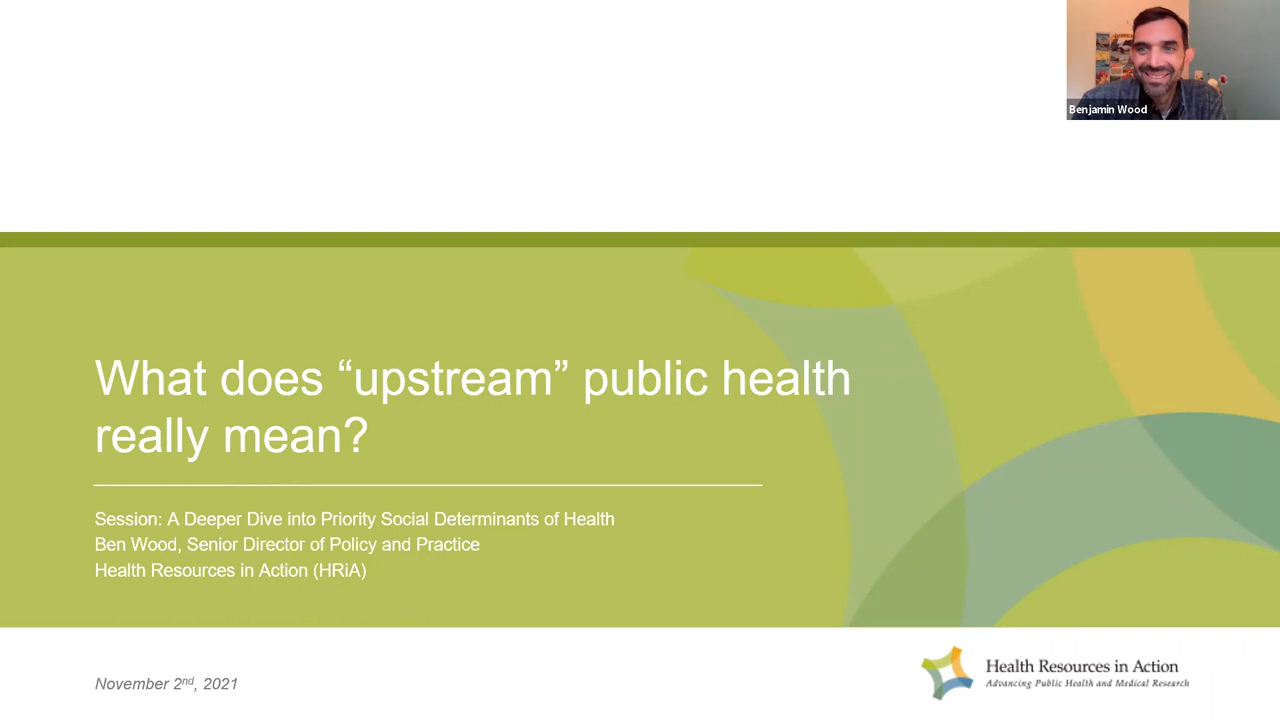 Benjamin Wood
What does “upstream” public health
really mean?
Session: A Deeper Dive into Priority Social Determinants of Health
Ben Wood, Senior Director of Policy and Practice
Health Resources in Action (HRiA)
November 2nd, 2021
Health Resources in Action
Advancing Public Health and Medical Research